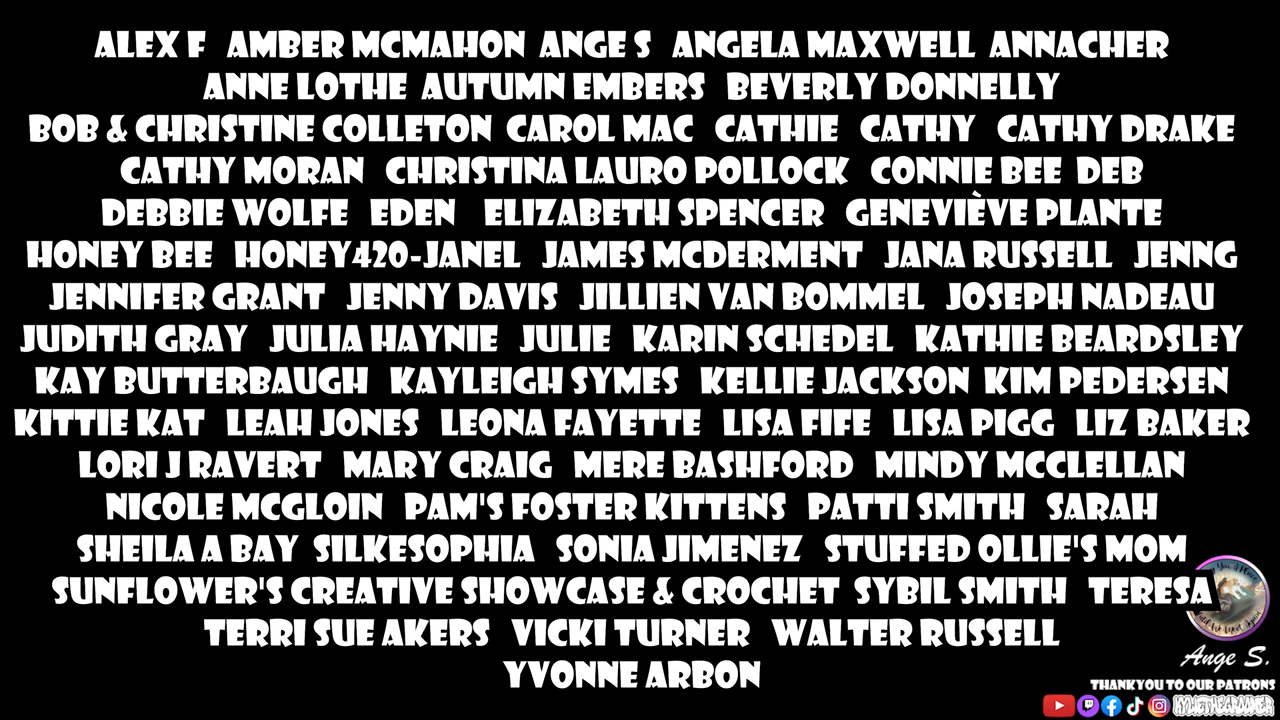 ALEX F AMBER MCMAHON ANGE S ANGELA MAXWELL ANNACHER
ANNE LOTHE AUTUMN EMBERS BEVERLY DONNELLY
BOB & CHRISTINE COLLETON CAROL MAC CATHIE CATHY CATHY DRAKE
CATHY MORAN CHRISTINA LAURO POLLOCK CONNIE BEE DEB
DEBBIE WOLFE EDEN ELIZABETH SPENCER GENEVIÈVE PLANTE
HONEY BEE HONEY420-JANEL JAMES MCDERMENT JANA RUSSELL JENNG
JENNIFER GRANT JENNY DAVIS JILLIEN VAN BOMMEL JOSEPH NADEAU
JUDITH GRAY JULIA HAYNIE JULIE KARIN SCHEDEL KATHIE BEARDSLEY
KAY BUTTERBAUGH KAYLEIGH SYMES KELLIE JACKSON KIM PEDERSEN
KITTIE KAT LEAH JONES LEONA FAYETTE LISA FIFE LISA PIGG LIZ BAKER
LORI J RAVERT MARY CRAIG MERE BASHFORD MINDY MCCLELLAN
NICOLE MCGLOIN PAM'S FOSTER KITTENS PATTI SMITH SARAH
SHEILA A BAY SILKESOPHIA SONIA JIMENEZ STUFFED OLLIE'S MOM
SUNFLOWER'S CREATIVE SHOWCASE & CROCHET SYBIL SMITH TERESA
TERRI SUE AKERS VICKI TURNER WALTER RUSSELL
YVONNE ARBON
Ange S.
THANKYOU TO OUR PATRONS